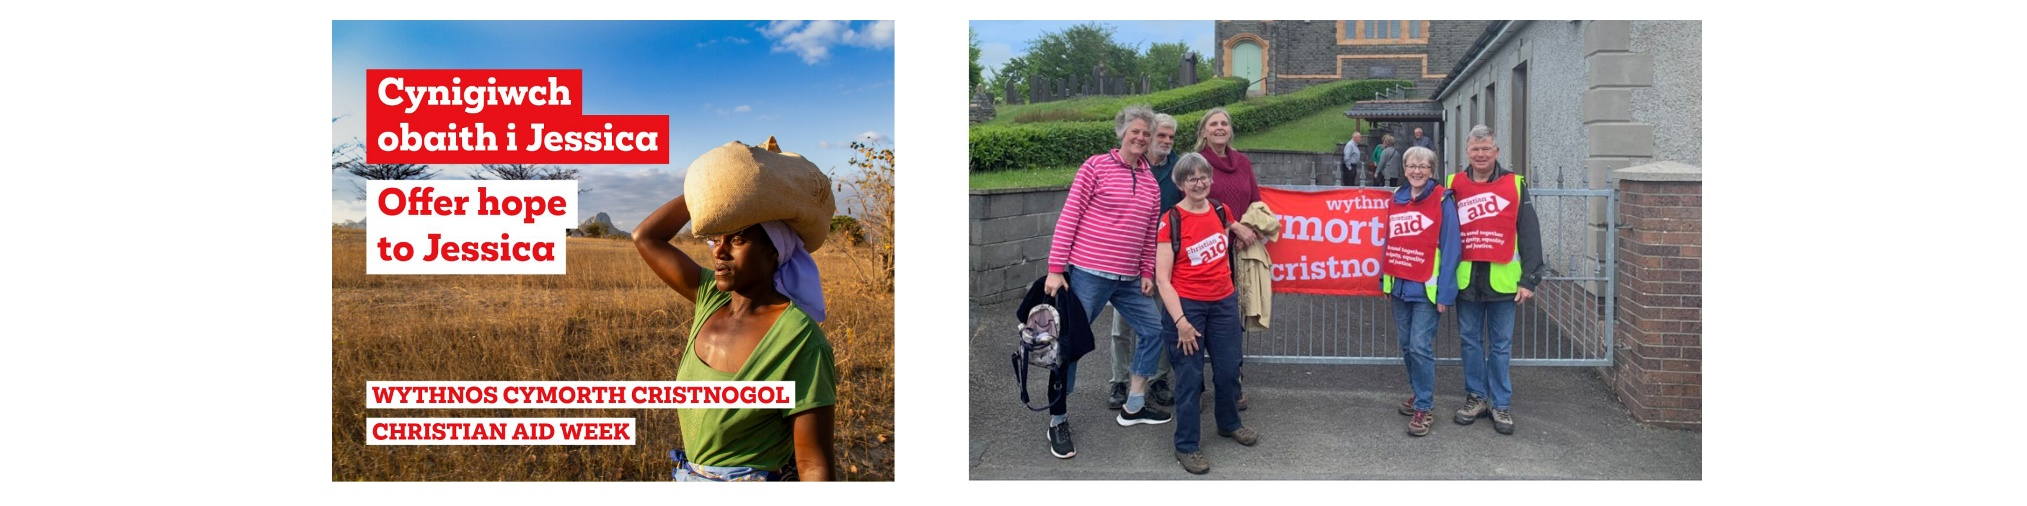 Cynigiwch
obaith i Jessica
Offer hope
to Jessica
WYTHNOS CYMORTH CRISTNOGOL
CHRISTIAN AID WEEK
christian
aid
cristno
christian
aid
christian
aid